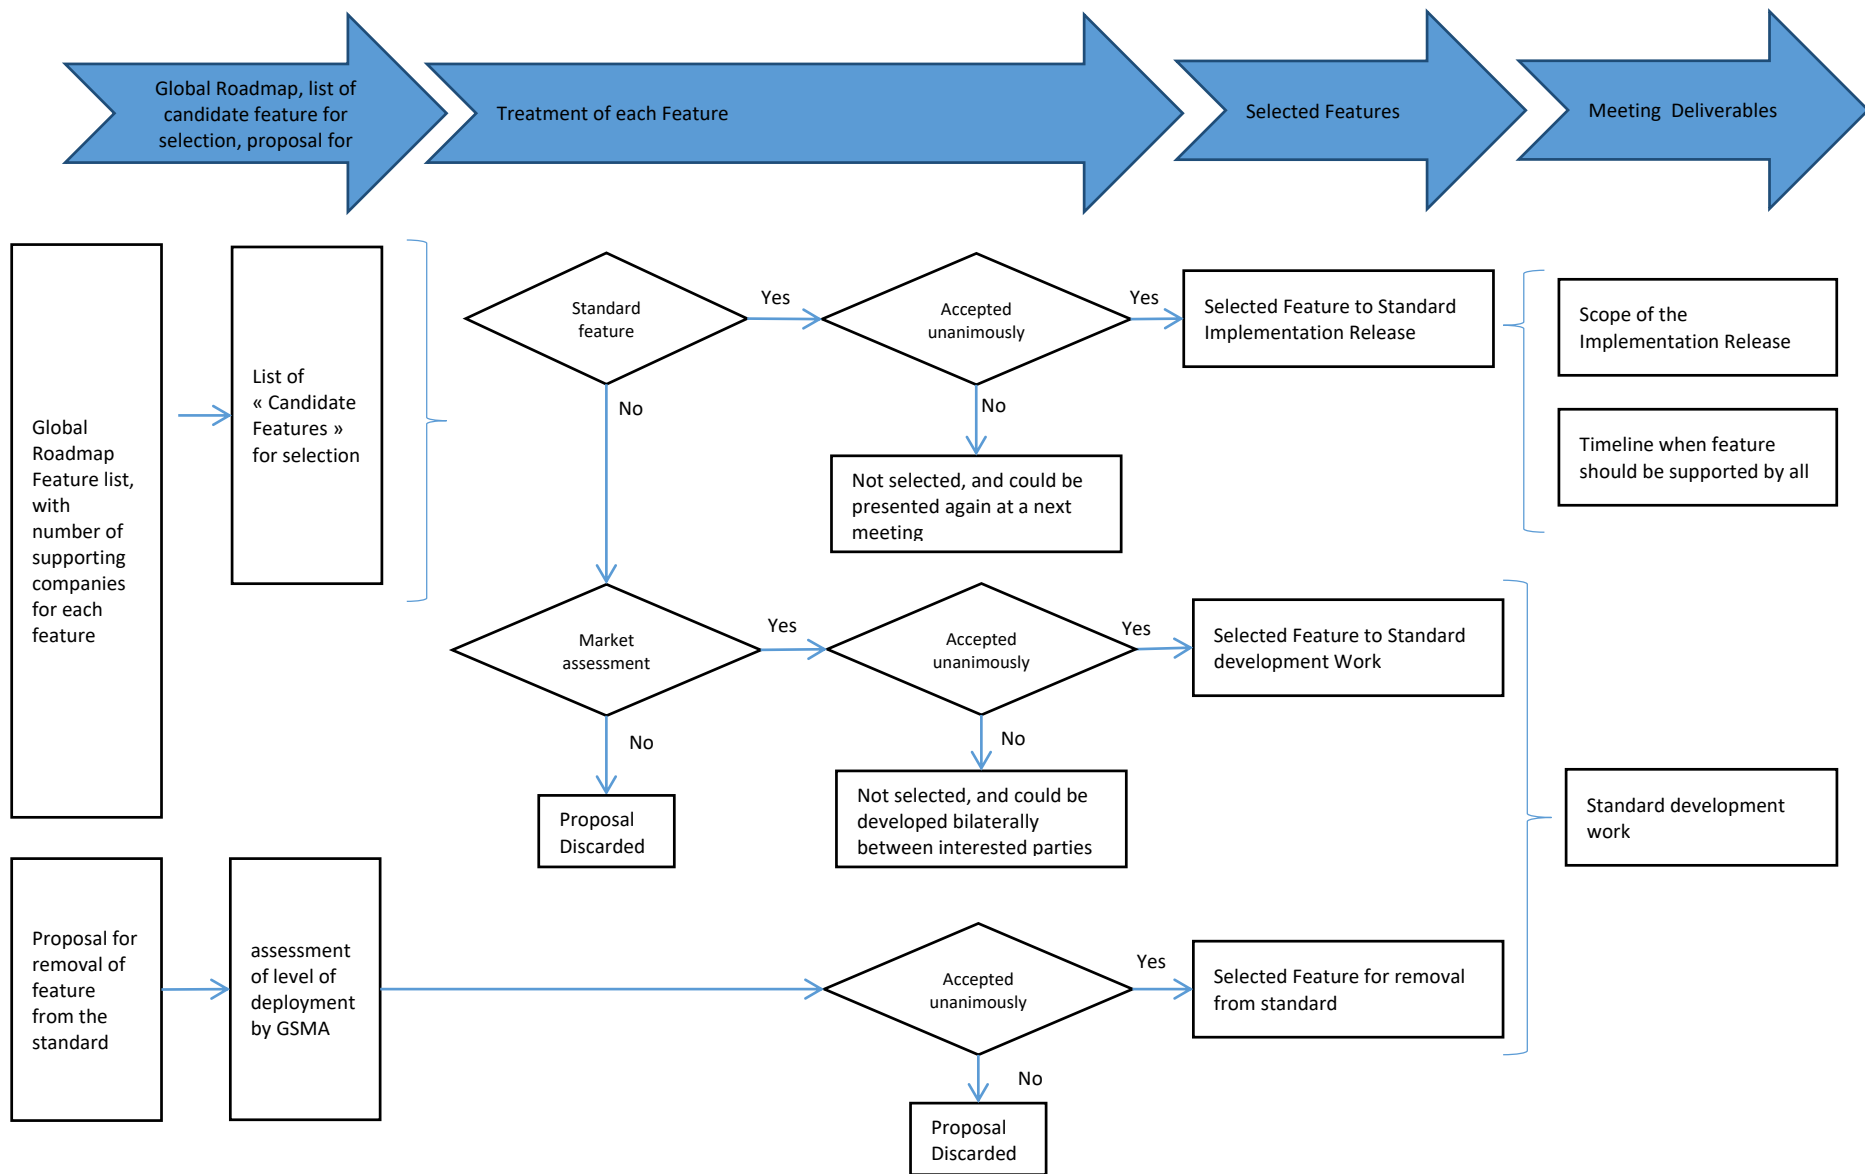 Global Roadmap, list of
candidate feature for
selection, proposal for
Treatment of each Feature
Selected Features
Meeting Deliverables
Global
Roadmap
Feature list,
with
number of
supporting
companies
for each
feature
List of
« Candidate
Features »
for selection
Standard
feature
Yes
No
Accepted
unanimously
Yes
No
Selected Feature to Standard
Implementation Release
Not selected, and could be
presented again at a next
meeting
Scope of the
Implementation Release
Timeline when feature
should be supported by all
Market
assessment
Yes
No
Accepted
unanimously
Yes
No
Selected Feature to Standard
development Work
Proposal
Discarded
Not selected, and could be
developed bilaterally
between interested parties
Standard development
work
Proposal for
removal of
feature
from the
standard
assessment
of level of
deployment
by GSMA
Accepted
unanimously
Yes
No
Selected Feature for removal
from standard
Proposal
Discarded